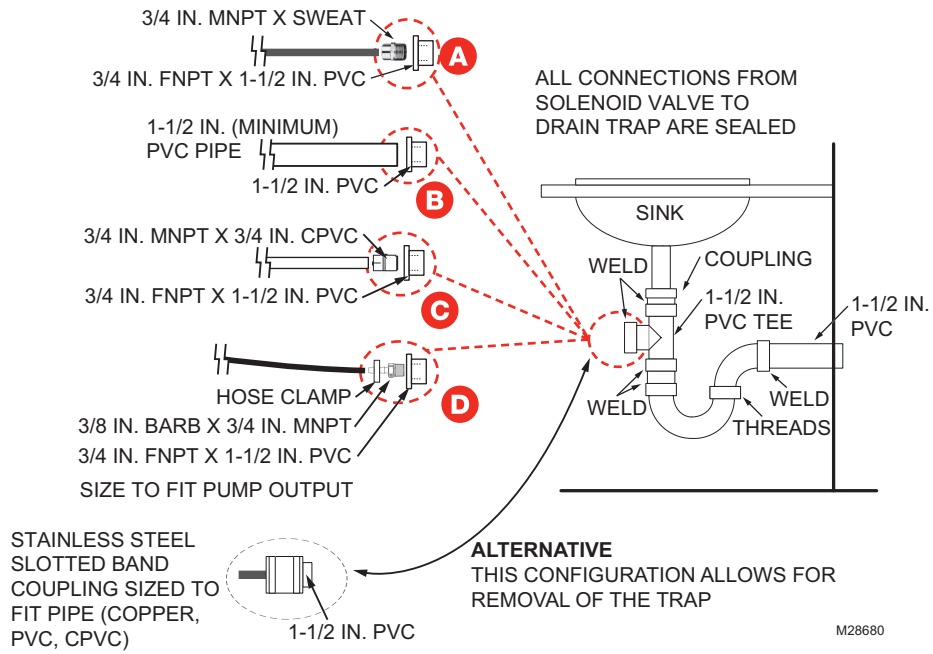 3/4 IN. MNPT X SWEAT
3/4 IN. FNPT X 1-1/2 IN. PVC
A
1-1/2 IN. (MINIMUM)
PVC PIPE
1-1/2 IN. PVC
B
3/4 IN. MNPT X 3/4 IN. CPVC
3/4 IN. FNPT X 1-1/2 IN. PVC
C
HOSE CLAMP
3/8 IN. BARB X 3/4 IN. MNPT
3/4 IN. FNPT X 1-1/2 IN. PVC
SIZE TO FIT PUMP OUTPUT
D
ALL CONNECTIONS FROM
SOLENOID VALVE TO
DRAIN TRAP ARE SEALED
SINK
WELD
COUPLING
1-1/2 IN.
PVC TEE
1-1/2 IN.
PVC
WELD
WELD
THREADS
STAINLESS STEEL
SLOTTED BAND
COUPLING SIZED TO
FIT PIPE (COPPER,
PVC, CPVC)
1-1/2 IN. PVC
ALTERNATIVE
THIS CONFIGURATION ALLOWS FOR
REMOVAL OF THE TRAP
M28680